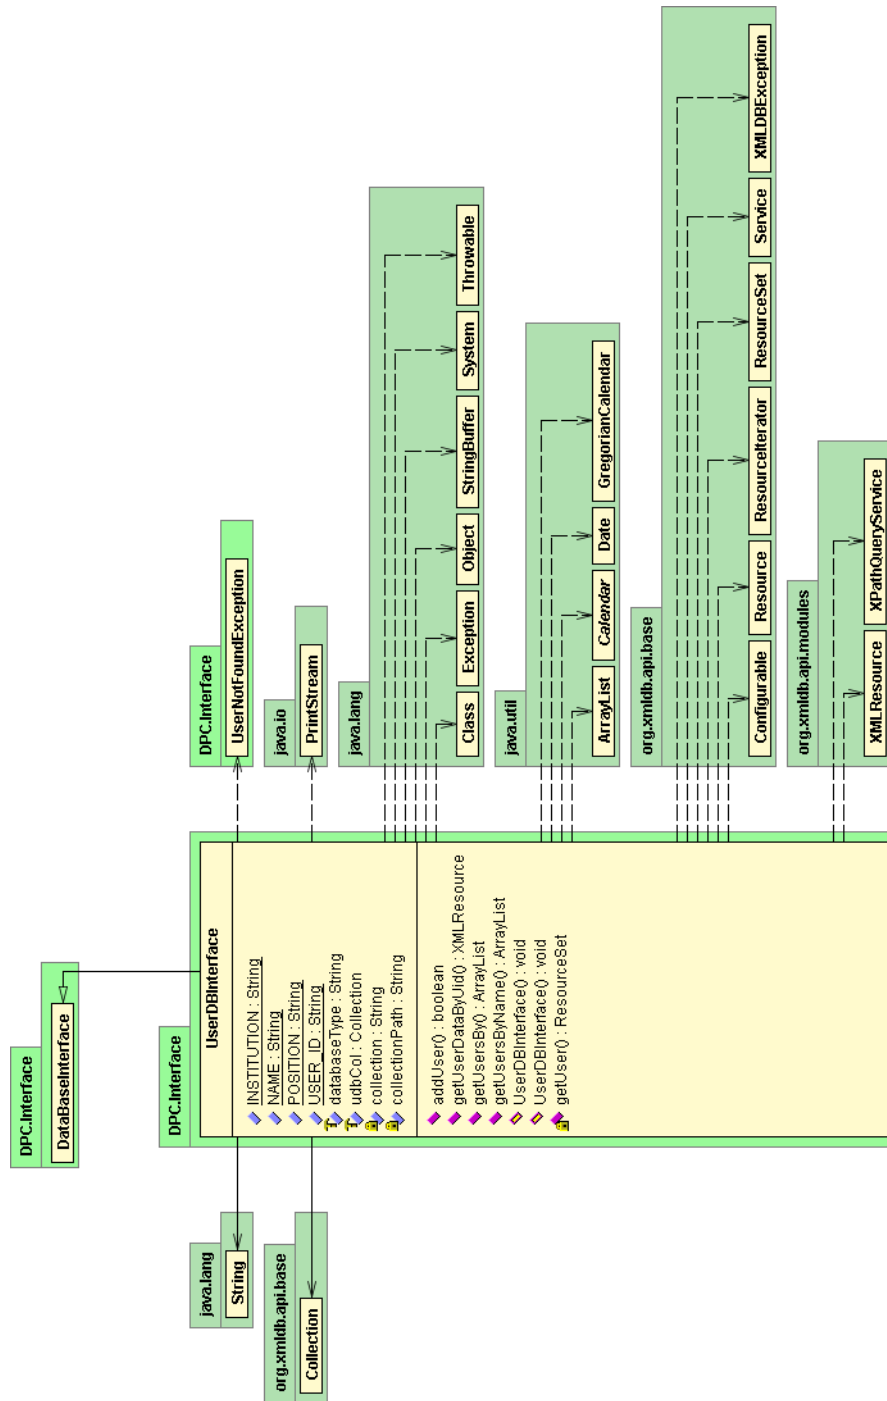 DPC.Interface
DataBaseInterface
java.lang
String
org.xmldb.api.base
Collection
DPC.Interface
UserDBInterface
INSTITUTION : String
NAME : String
POSITION : String
USER_ID : String
databaseType : String
udbCol : Collection
collection : String
collectionPath : String
addUser() : boolean
getUserDataByUid() : XMLResource
getUsersBy() : ArrayList
getUsersByName() : ArrayList
UserDBInterface() : void
UserDBInterface() : void
getUser() : ResourceSet
DPC.Interface
UserNotFoundException
java.io
PrintStream
java.lang
Class
Exception
Object
StringBuffer
System
Throwable
java.util
ArrayList
Calendar
Date
GregorianCalendar
org.xmldb.api.base
Configurable
Resource
ResourceIterator
ResourceSet
Service
XMLDBException
org.xmldb.api.modules
XMLResource
XPathQueryService